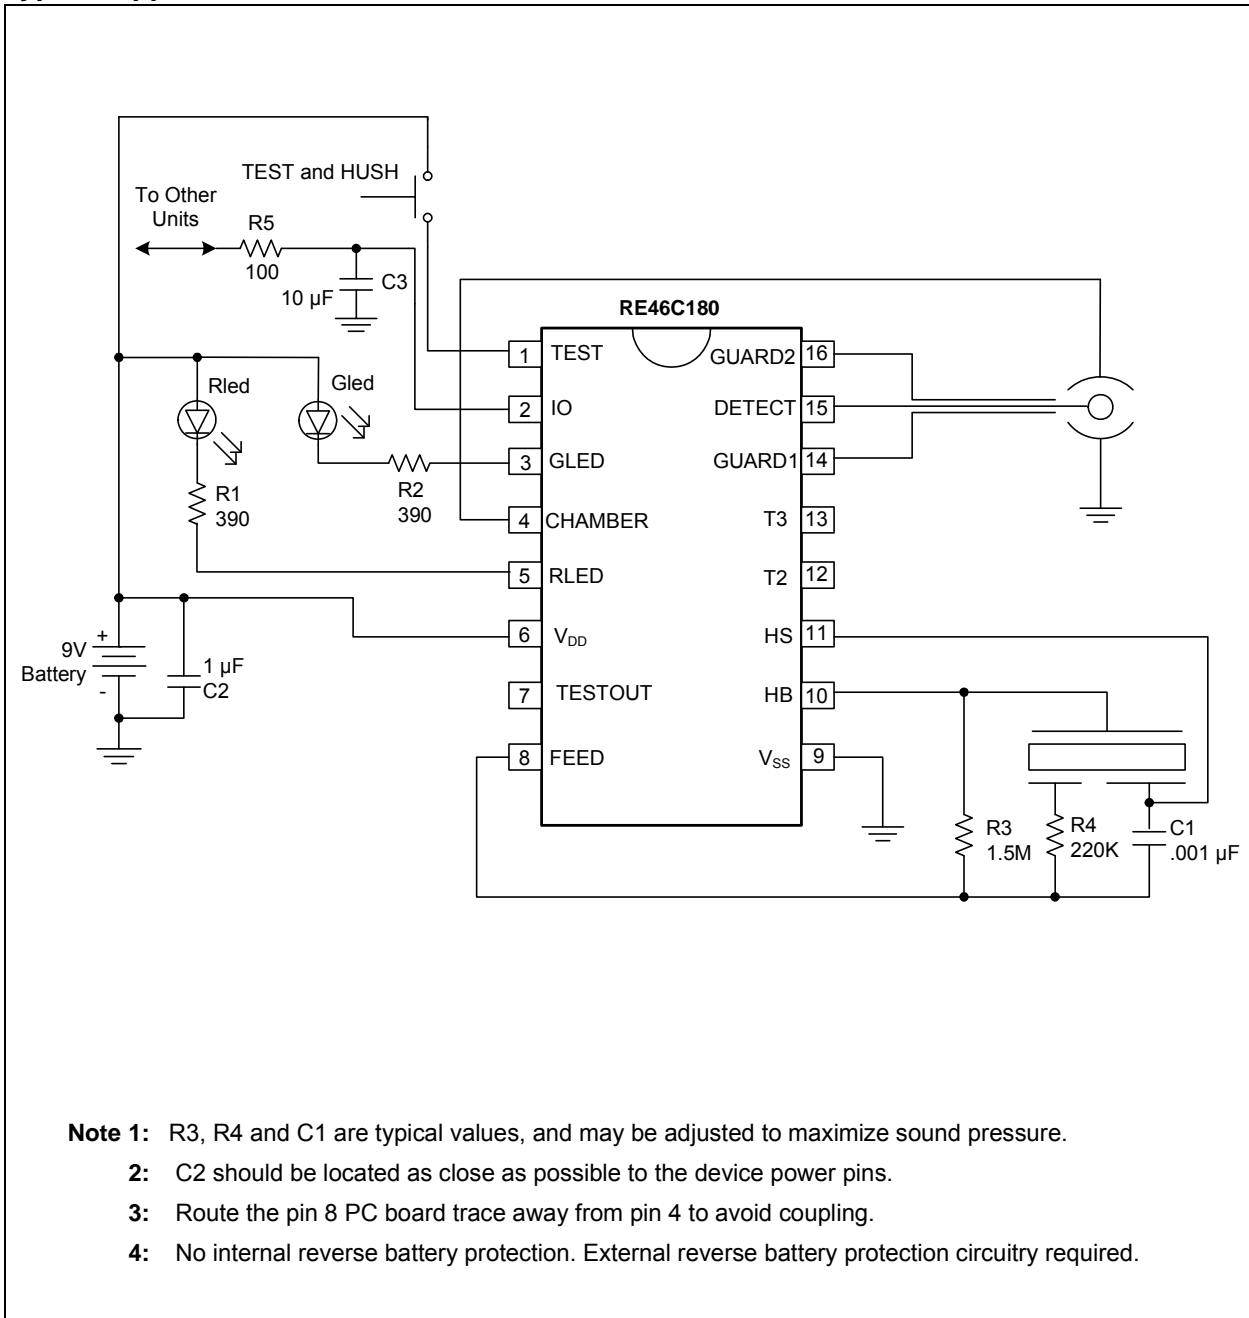 TEST and HUSH
To Other
Units
R5
100
C3
10 µF
RE46C180
1 TEST
GUARD2 16
Rled
Gled
2 IO
DETECT 15
3 GLED
GUARD1 14
R2
390
R1
390
4 CHAMBER
T3 13
5 RLED
T2 12
9V
Battery
+
-
1 µF
C2
6 VDD
HS 11
7 TESTOUT
HB 10
8 FEED
VSS 9
R3
1.5M
R4
220K
C1
.001 µF
Note 1: R3, R4 and C1 are typical values, and may be adjusted to maximize sound pressure.
2: C2 should be located as close as possible to the device power pins.
3: Route the pin 8 PC board trace away from pin 4 to avoid coupling.
4: No internal reverse battery protection. External reverse battery protection circuitry required.